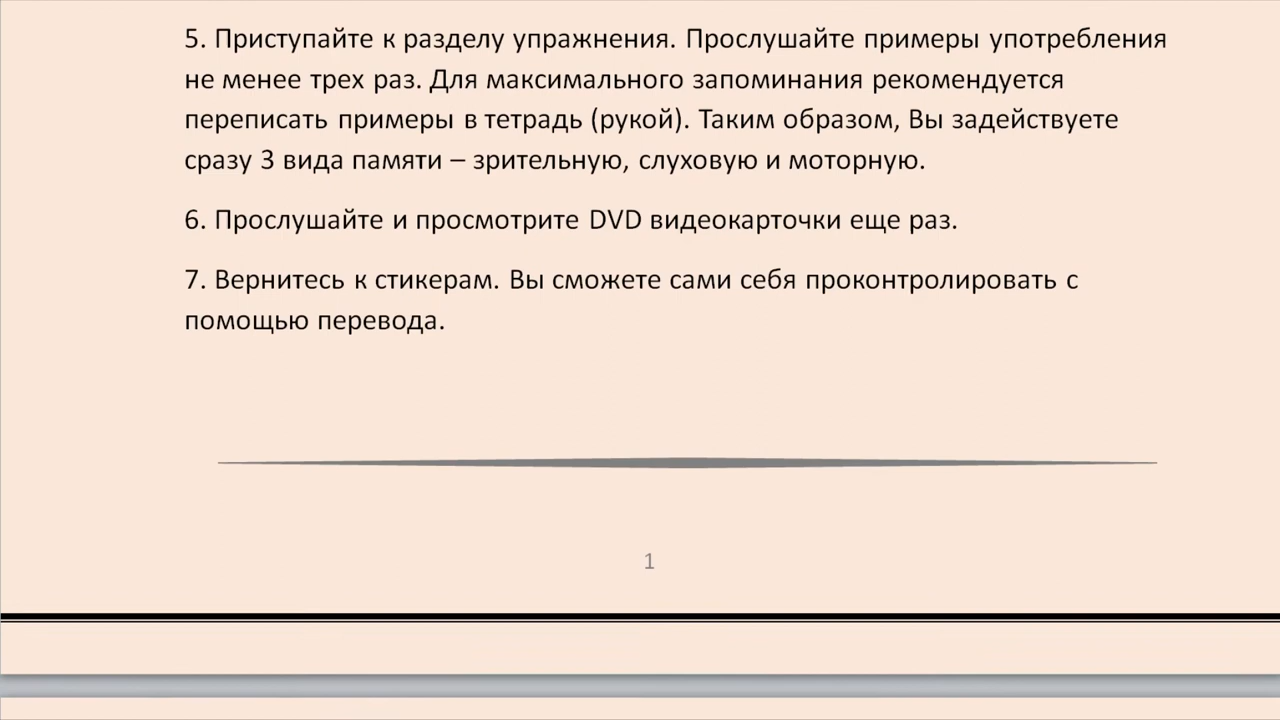 5. Приступайте к разделу упражнения. Прослушайте примеры употребления
не менее трех раз. Для максимального запоминания рекомендуется
переписать примеры в тетрадь (рукой). Таким образом, Вы задействуете
сразу 3 вида памяти – зрительную, слуховую и моторную.
6. Прослушайте и просмотрите DVD видеокарточки еще раз.
7. Вернитесь к стикерам. Вы сможете сами себя проконтролировать с
помощью перевода.
1